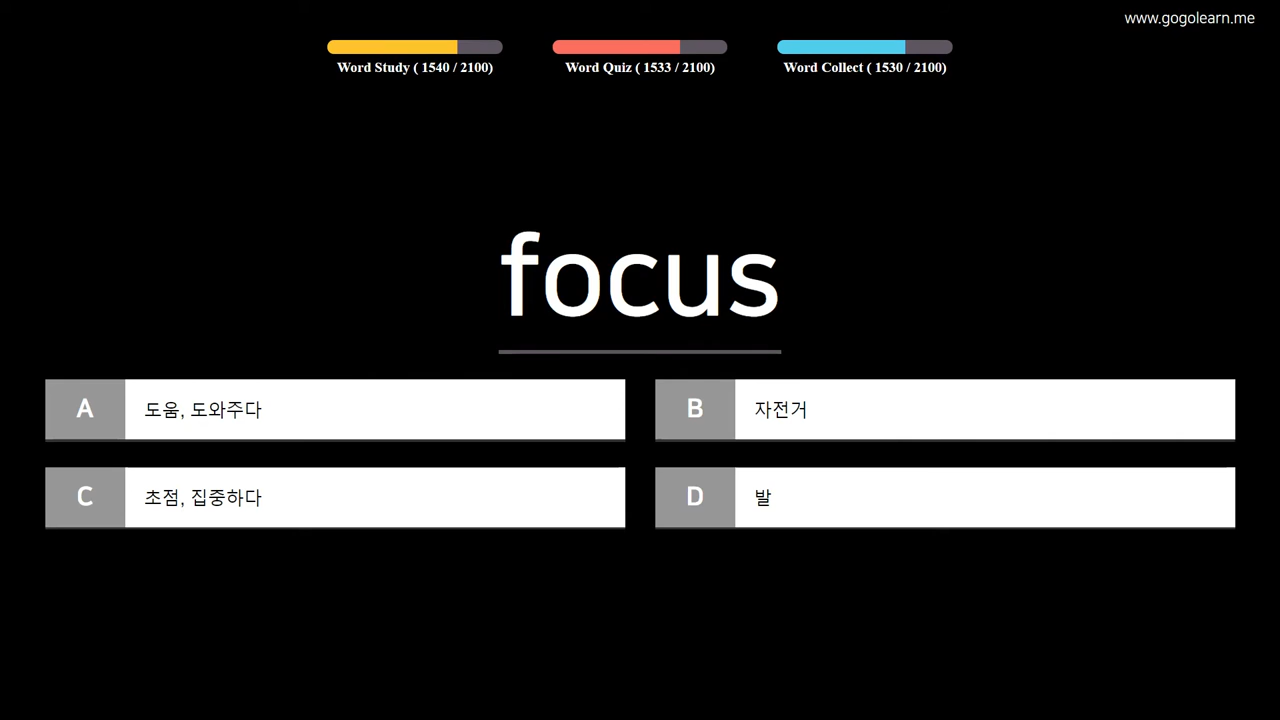 www.gogolearn.me
Word Study ( 1540 / 2100)
Word Quiz ( 1533 / 2100)
Word Collect ( 1530 / 2100)
focus
A 도움, 도와주다
B 자전거
C 초점, 집중하다
D 발